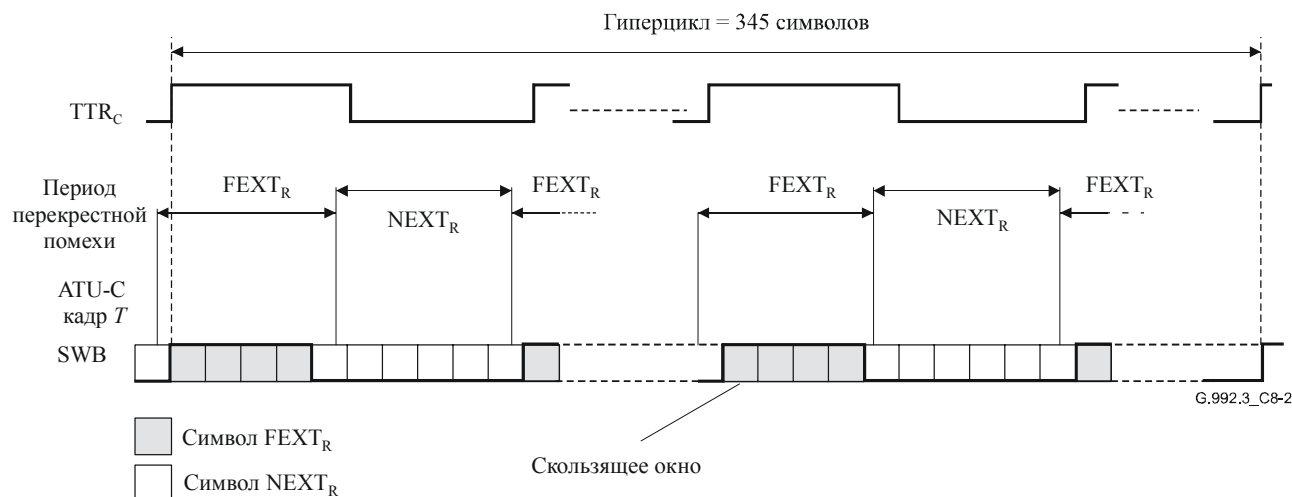 Гиперцикл = 345 символов
TTR_C
Период
перекрестной
помехи
FEXT_R
NEXT_R
FEXT_R
FEXT_R
NEXT_R
FEXT_R
ATU-C
кадр T
SWB
G.992.3_C8-2
Символ FEXT_R
Скользящее окно
Символ NEXT_R